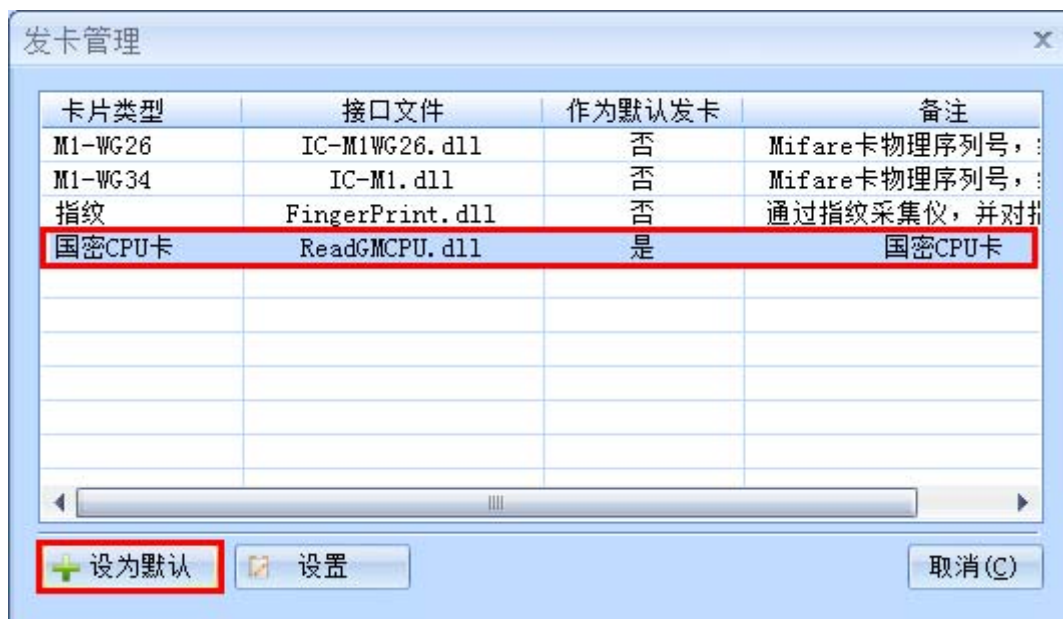 发卡管理
卡片类型 接口文件 作为默认发卡 备注
M1-WG26 IC-M1WG26.dll 否 Mifare卡物理序列号，
M1-WG34 IC-M1.dll 否 Mifare卡物理序列号，
指纹 FingerPrint.dll 否 通过指纹采集仪，并对
国密CPU卡 ReadGMCPU.dll 是 国密CPU卡
设为默认 设置 取消(C)